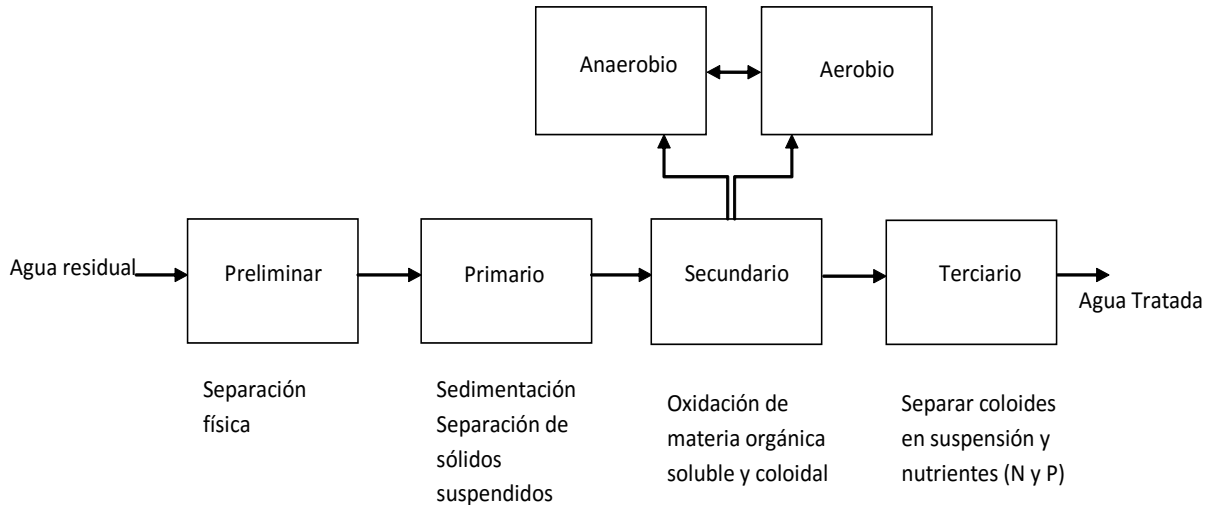 Anaerobio
Aerobio
Agua residual
Preliminar
Primario
Secundario
Terciario
Agua Tratada
Separación
física
Sedimentación
Separación de
sólidos
suspendidos
Oxidación de
materia orgánica
soluble y coloidal
Separar coloides
en suspensión y
nutrientes (N y P)